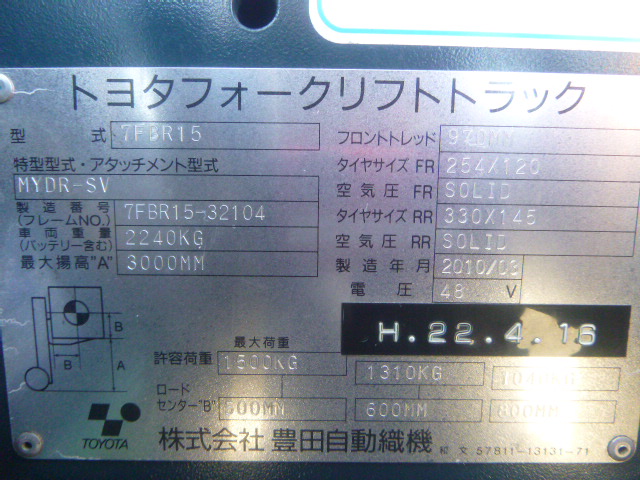 トヨタフォークリフトトラック
型 式 7FBR15
特型型式・アタッチメント型式
MYDR-SV
製造番号 (フレームNO.) 7FBR15-32104
車両重量 (バッテリー含む) 2240KG
最大揚高"A" 3000MM
フロントトレッド
タイヤサイズ FR 254/120
空気圧 FR SOLID
タイヤサイズ RR 330X145
空気圧 RR SOLID
製造年月 2010/03
電圧 48 V
H.22.4.16
B
B
A
最大荷重
許容荷重 1500KG 1310KG
ロードセンター"B" 500MM 600MM 800MM
TOYOTA
株式会社 豊田自動織機
和文 57811-13131-71